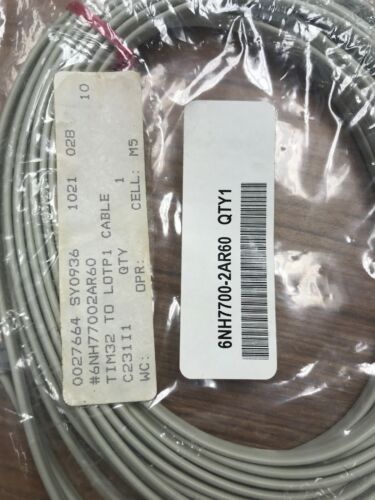 0027664 SY0936 1021 028 10
#6NH77002AR60
TIM32 TO LOTP1 CABLE
C23111 QTY 1
WC: OPR: CELL: M5
6NH7700-2AR60 QTY1